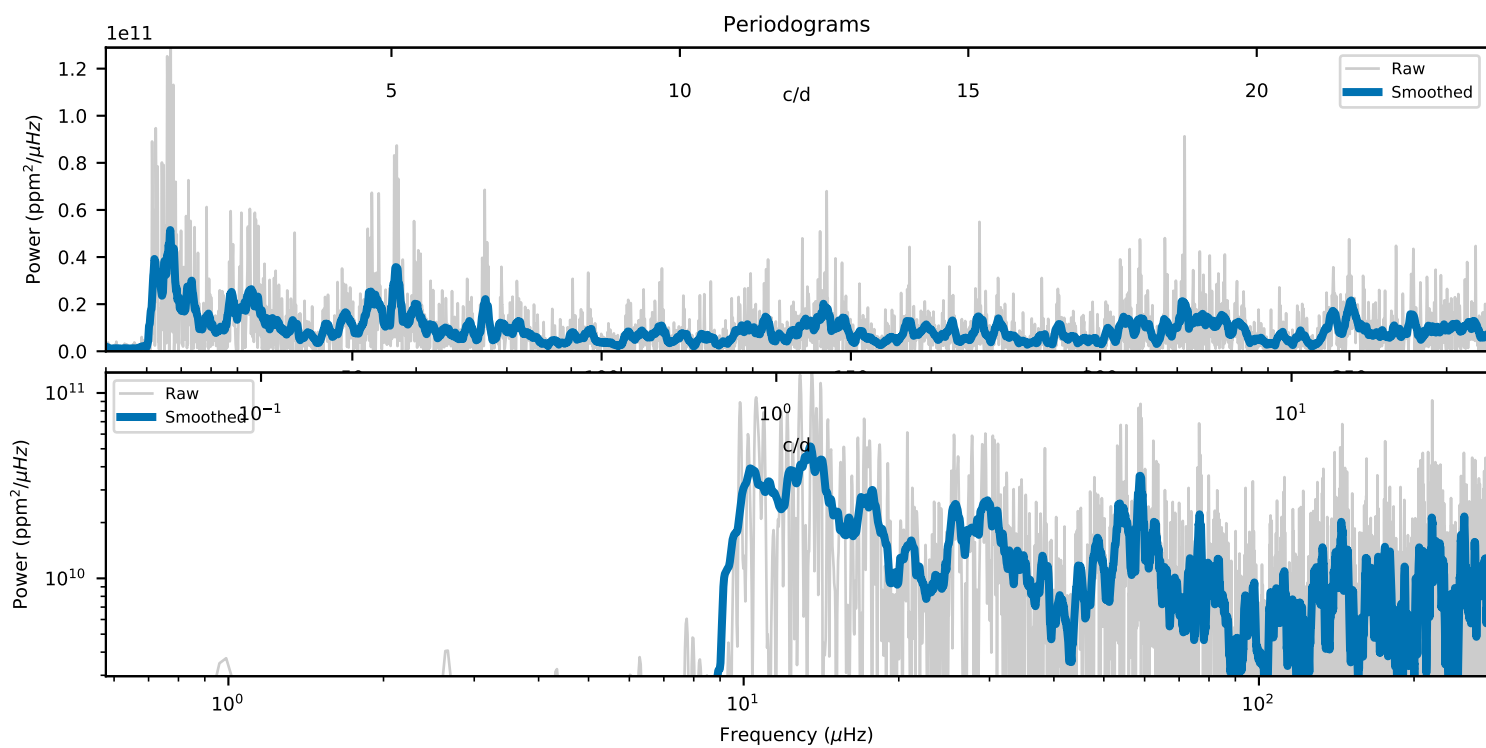 Periodograms
1e11
1.2
1.0
0.8
0.6
0.4
0.2
0.0
Power (ppm²/μHz)
5 10 15 20
c/d
Raw
Smoothed
10¹¹
10¹⁰
Power (ppm²/μHz)
Raw
Smoothed
10⁻¹ 10⁰ 10¹
c/d
10⁰ 10¹ 10²
Frequency (μHz)